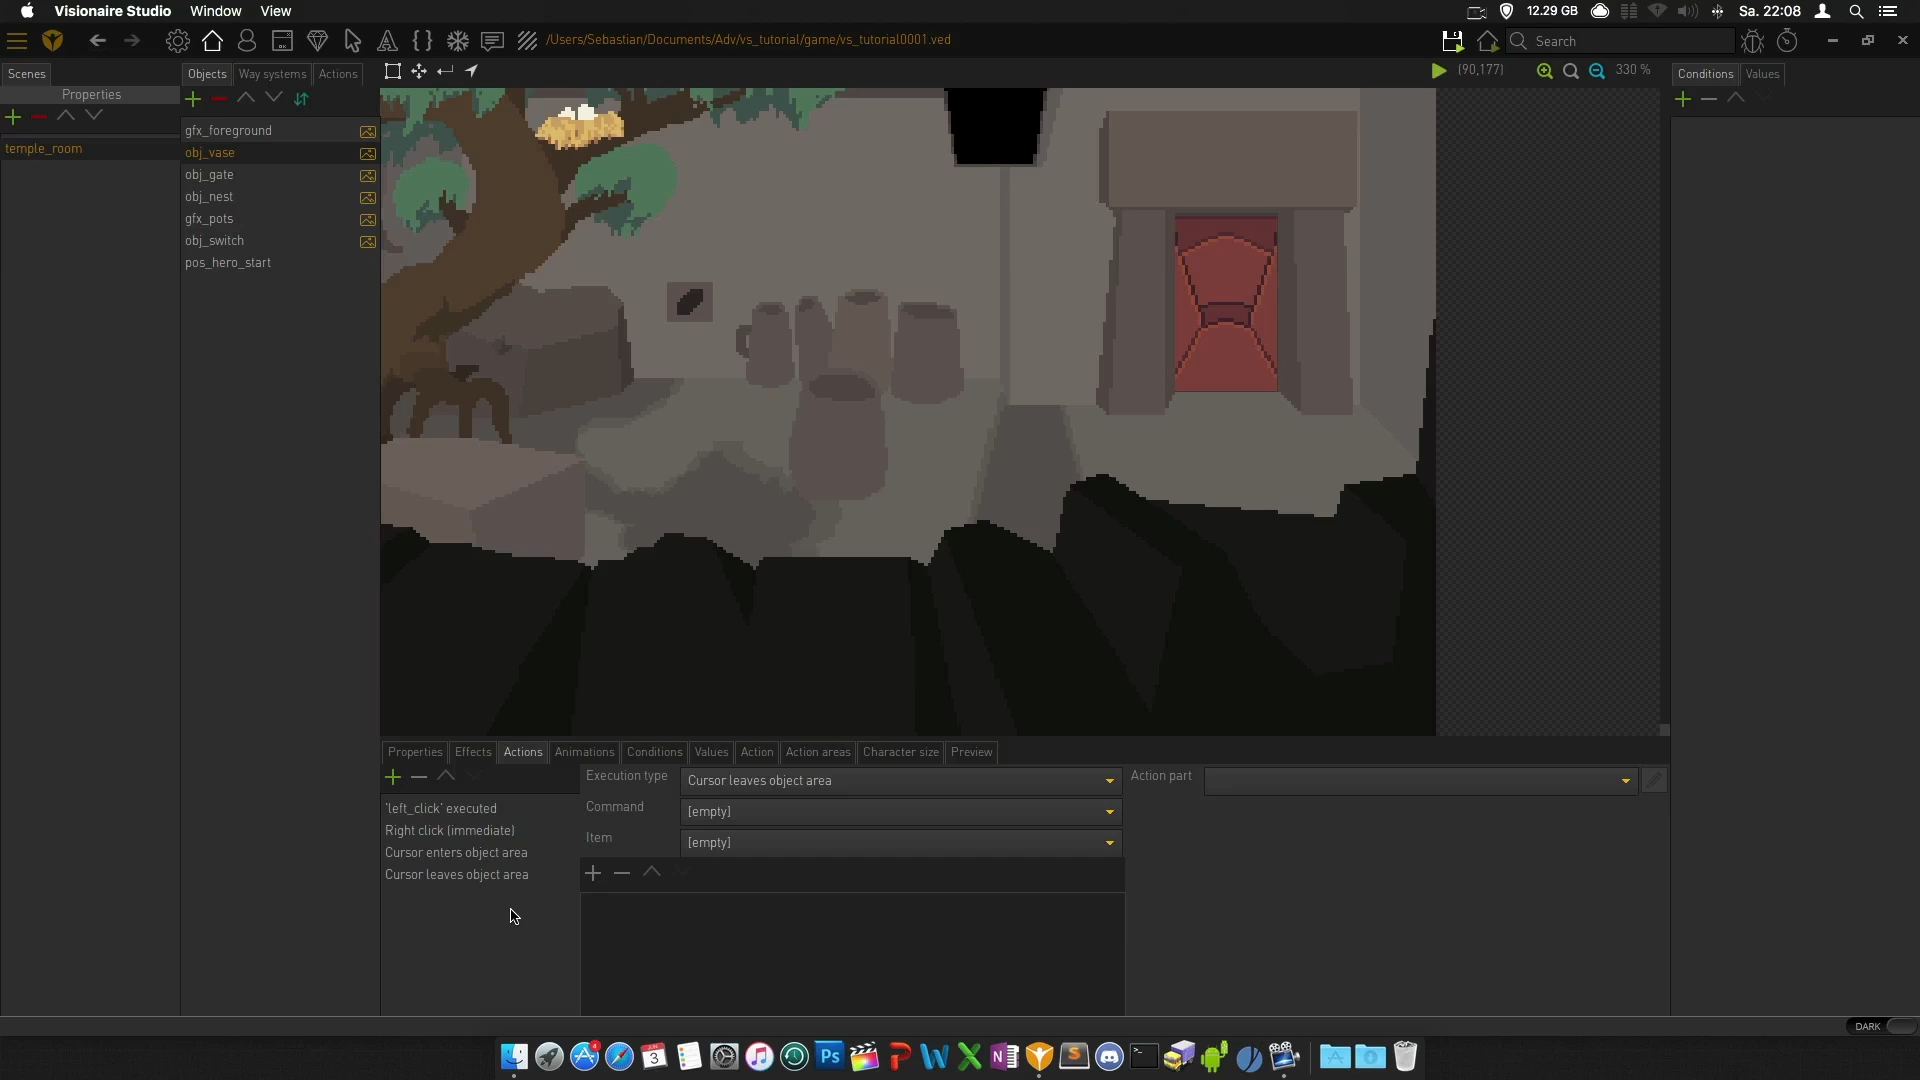 Visionaire Studio Window View 12.29 GB Sa. 22:08
/Users/Sebastian/Documents/Adv/vs_tutorial/game/vs_tutorial0001.ved Search
Scenes Objects Way systems Actions (90,177) 330 % Conditions Values
Properties
gfx_foreground
temple_room
obj_vase
obj_gate
obj_nest
gfx_pots
obj_switch
pos_hero_start
Properties Effects Actions Animations Conditions Values Action Action areas Character size Preview
Execution type Cursor leaves object area Action part
Command [empty]
Item [empty]
'left_click' executed
Right click (immediate)
Cursor enters object area
Cursor leaves object area
DARK
4
3
Ps
W
X
N
S